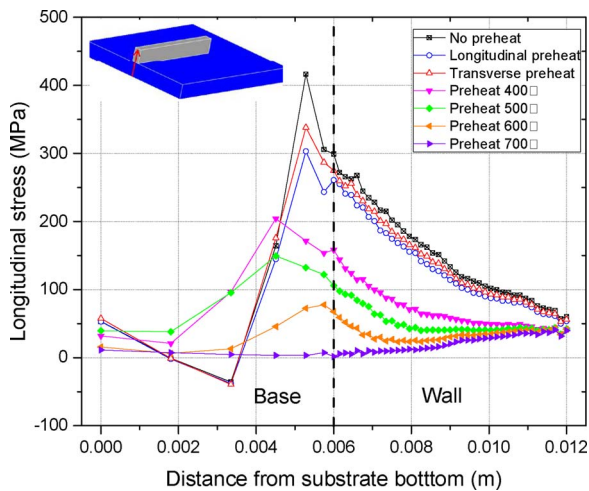 500
400
300
200
100
0
-100
Longitudinal stress (MPa)
No preheat
Longitudinal preheat
Transverse preheat
Preheat 400□
Preheat 500□
Preheat 600□
Preheat 700□
Base
Wall
0.000 0.002 0.004 0.006 0.008 0.010 0.012
Distance from substrate botttom (m)